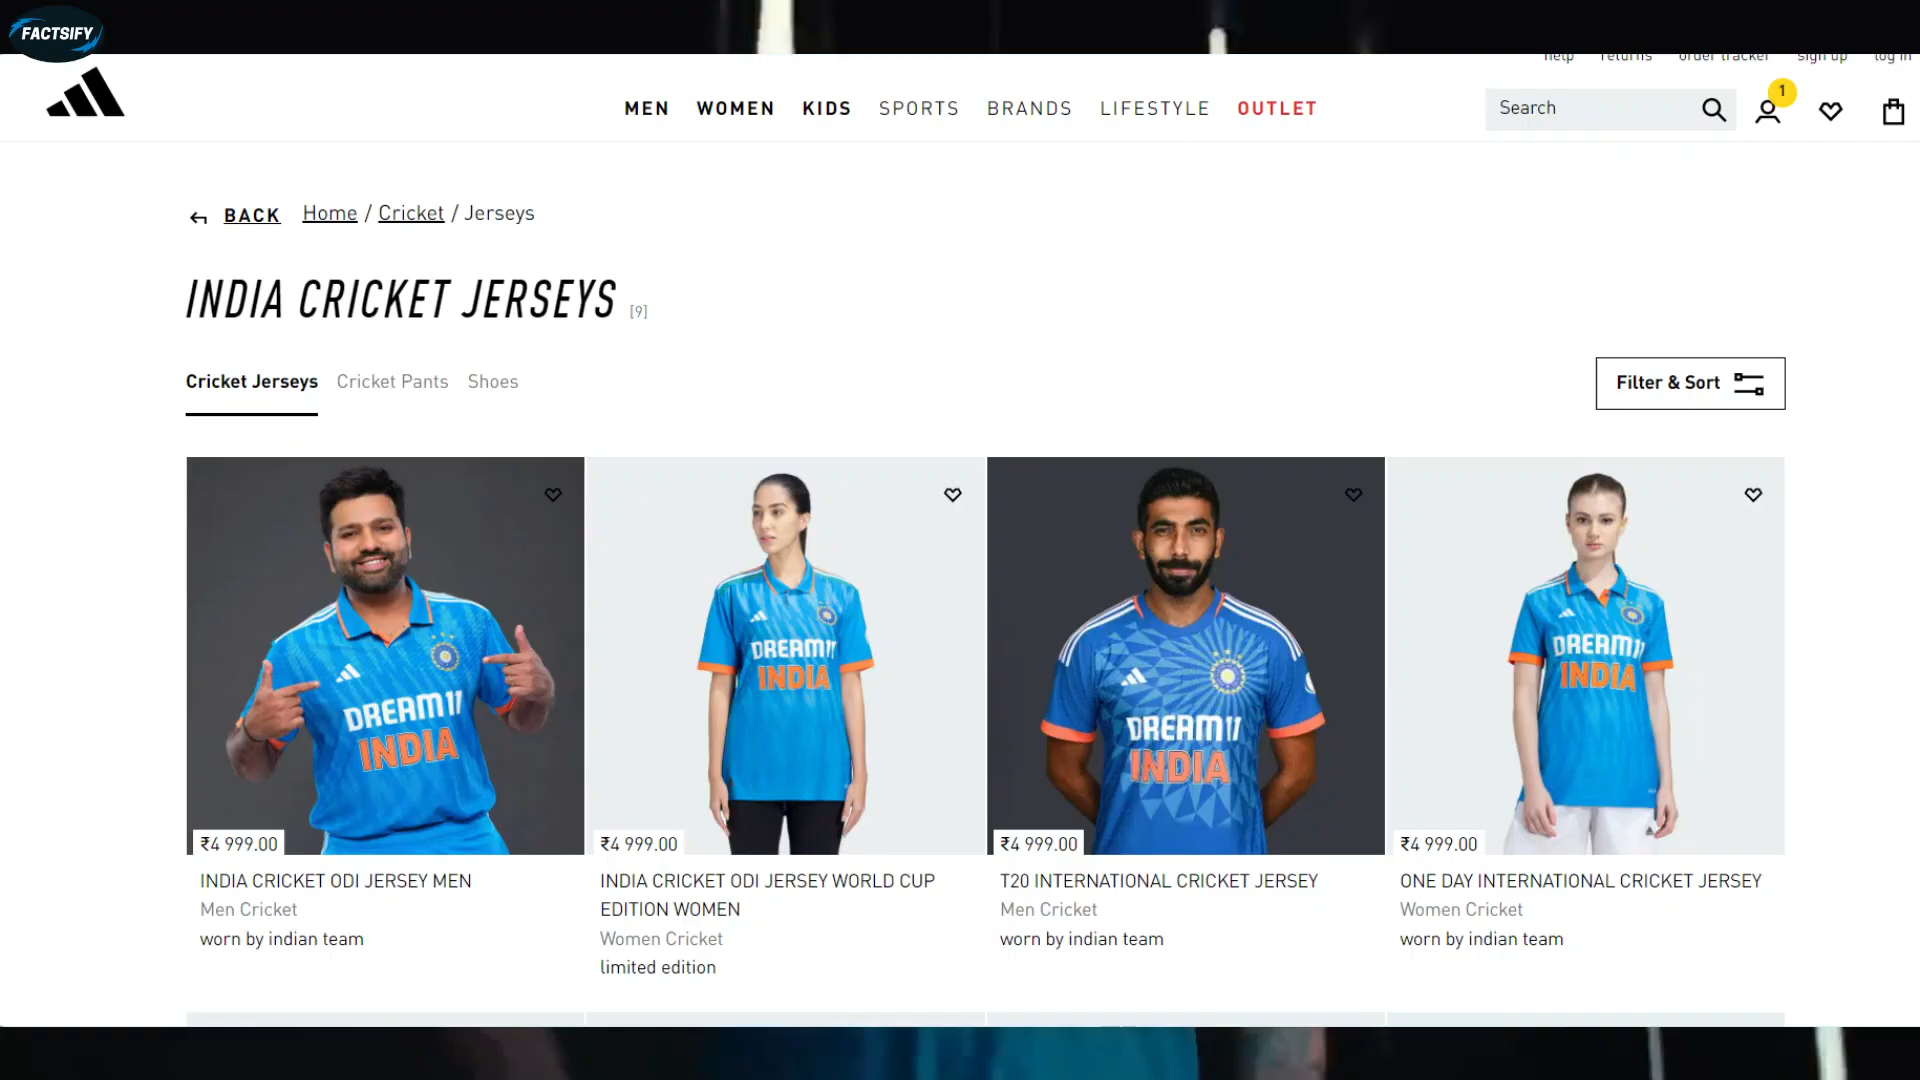 FACTSIFY
help returns order tracker sign up log in
MEN WOMEN KIDS SPORTS BRANDS LIFESTYLE OUTLET
Search
1
BACK Home / Cricket / Jerseys
INDIA CRICKET JERSEYS [9]
Cricket Jerseys Cricket Pants Shoes
Filter & Sort
DREAM11
INDIA
DREAM11
INDIA
DREAM11
INDIA
DREAM11
INDIA
₹4 999.00 ₹4 999.00 ₹4 999.00 ₹4 999.00
INDIA CRICKET ODI JERSEY MEN
Men Cricket
worn by indian team
INDIA CRICKET ODI JERSEY WORLD CUP
EDITION WOMEN
Women Cricket
limited edition
T20 INTERNATIONAL CRICKET JERSEY
Men Cricket
worn by indian team
ONE DAY INTERNATIONAL CRICKET JERSEY
Women Cricket
worn by indian team